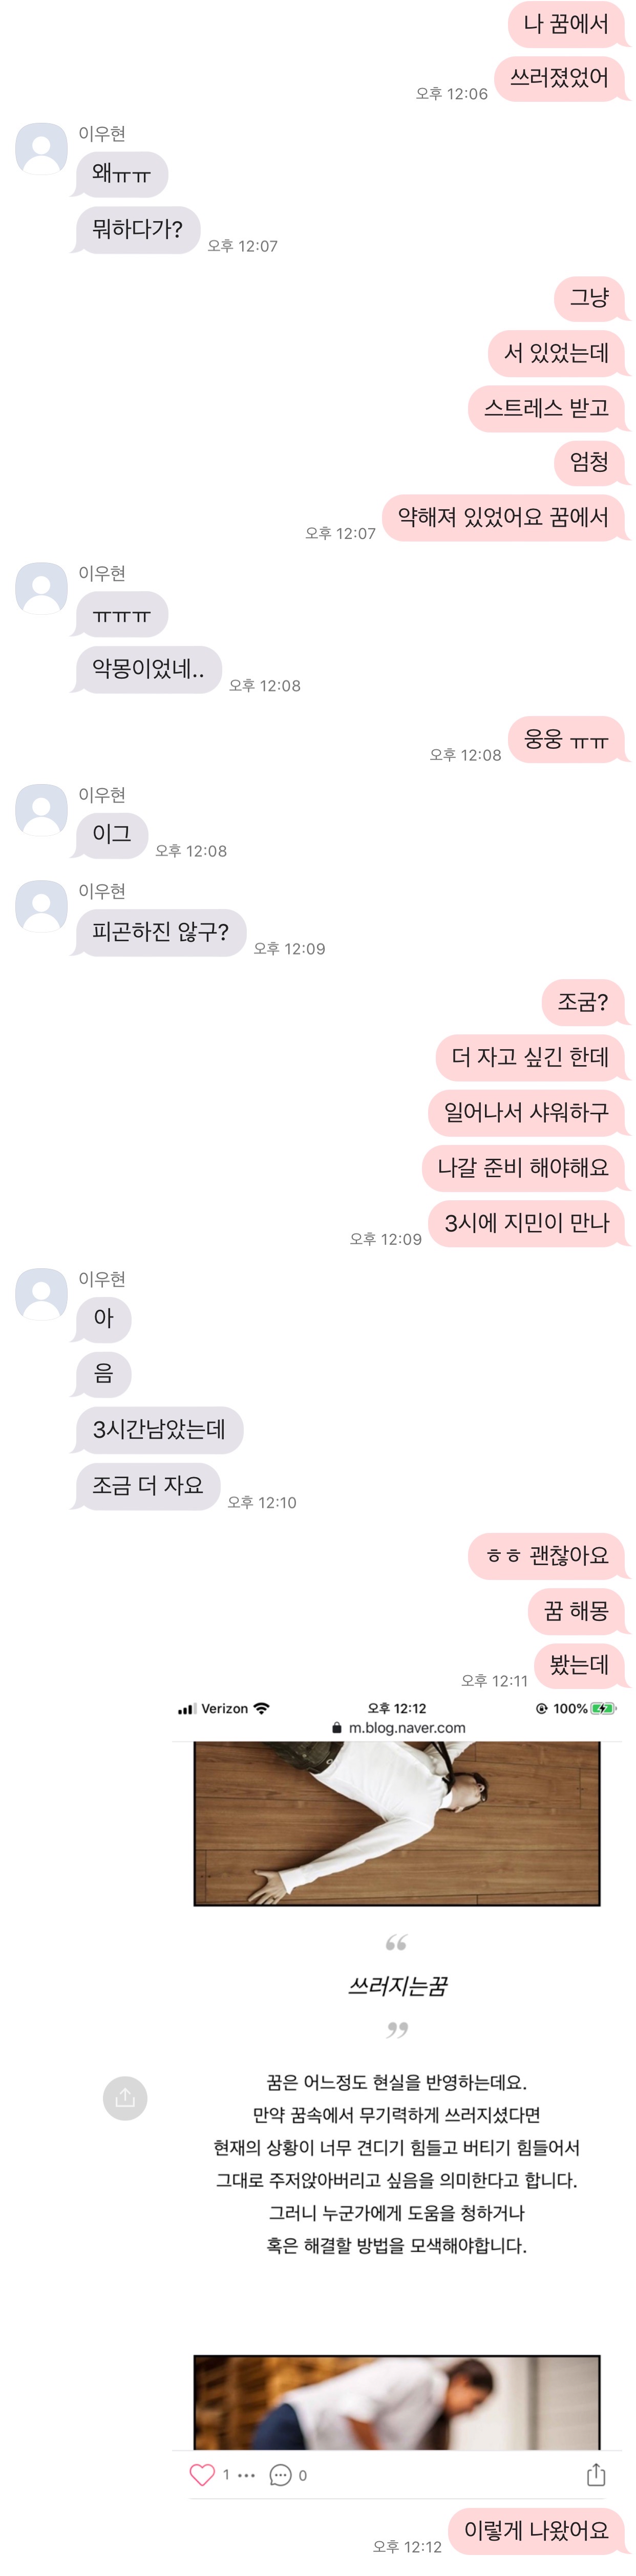 나 꿈에서
쓰러졌었어
오후 12:06
이우현
왜ㅠㅠ
뭐하다가?
오후 12:07
그냥
서 있었는데
스트레스 받고
엄청
약해져 있었어요 꿈에서
오후 12:07
이우현
ㅠㅠㅠ
악몽이었네..
오후 12:08
웅웅 ㅠㅠ
오후 12:08
이우현
이그
오후 12:08
이우현
피곤하진 않구?
오후 12:09
조굼?
더 자고 싶긴 한데
일어나서 샤워하구
나갈 준비 해야해요
3시에 지민이 만나
오후 12:09
이우현
아
음
3시간남았는데
조금 더 자요
오후 12:10
ㅎㅎ 괜찮아요
꿈 해몽
봤는데
오후 12:11
Verizon 오후 12:12 100%
m.blog.naver.com
“
쓰러지는꿈
”
꿈은 어느정도 현실을 반영하는데요.
만약 꿈속에서 무기력하게 쓰러지셨다면
현재의 상황이 너무 견디기 힘들고 버티기 힘들어서
그대로 주저앉아버리고 싶음을 의미한다고 합니다.
그러니 누군가에게 도움을 청하거나
혹은 해결할 방법을 모색해야합니다.
1 0
이렇게 나왔어요
오후 12:12